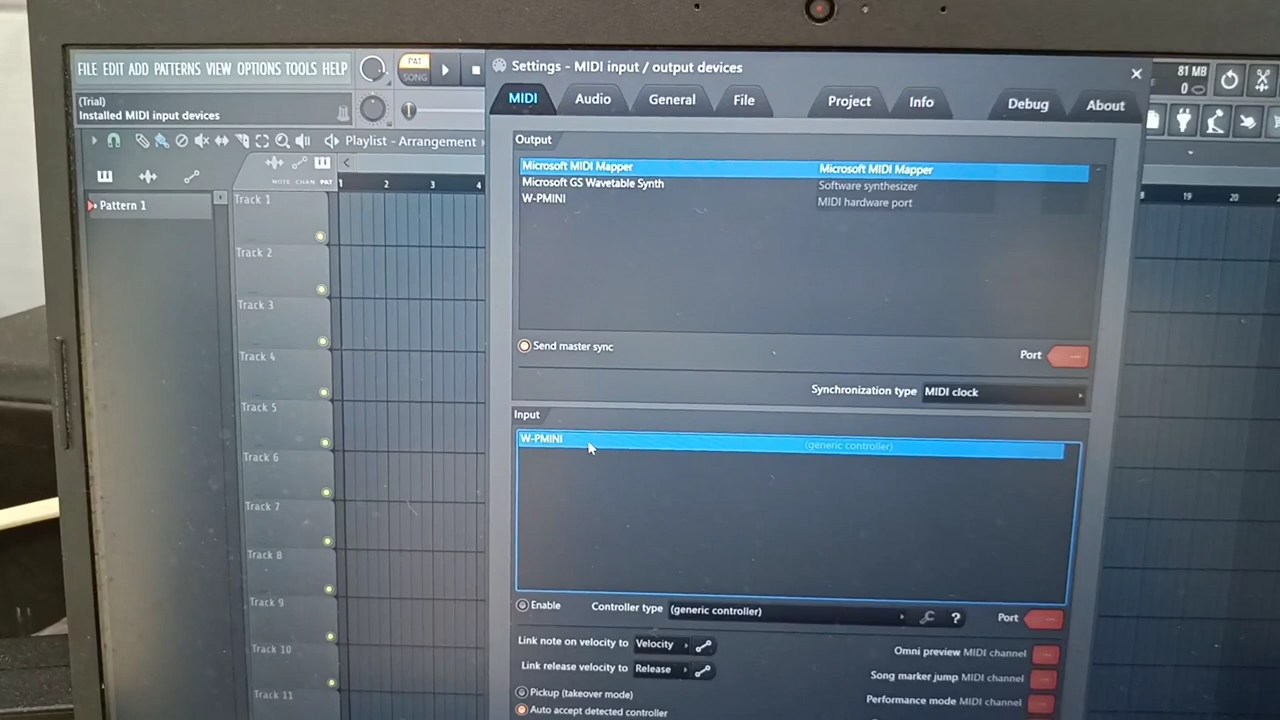 FILE EDIT ADD PATTERNS VIEW OPTIONS TOOLS HELP
PAT
SONG
(Trial)
Installed MIDI input devices
Playlist - Arrangement
NOTE CHAN PAT
1 2 3 4
Pattern 1
Track 1
Track 2
Track 3
Track 4
Track 5
Track 6
Track 7
Track 8
Track 9
Track 10
Track 11
Settings - MIDI input / output devices
MIDI Audio General File Project Info Debug About
Output
Microsoft MIDI Mapper Microsoft MIDI Mapper
Microsoft GS Wavetable Synth Software synthesizer
W-PMINI MIDI hardware port
Send master sync
Port
Synchronization type MIDI clock
Input
W-PMINI (generic controller)
Enable Controller type (generic controller) ? Port
Link note on velocity to Velocity
Link release velocity to Release
Pickup (takeover mode)
Auto accept detected controller
Omni preview MIDI channel
Song marker jump MIDI channel
Performance mode MIDI channel
81 MB
0
19 20